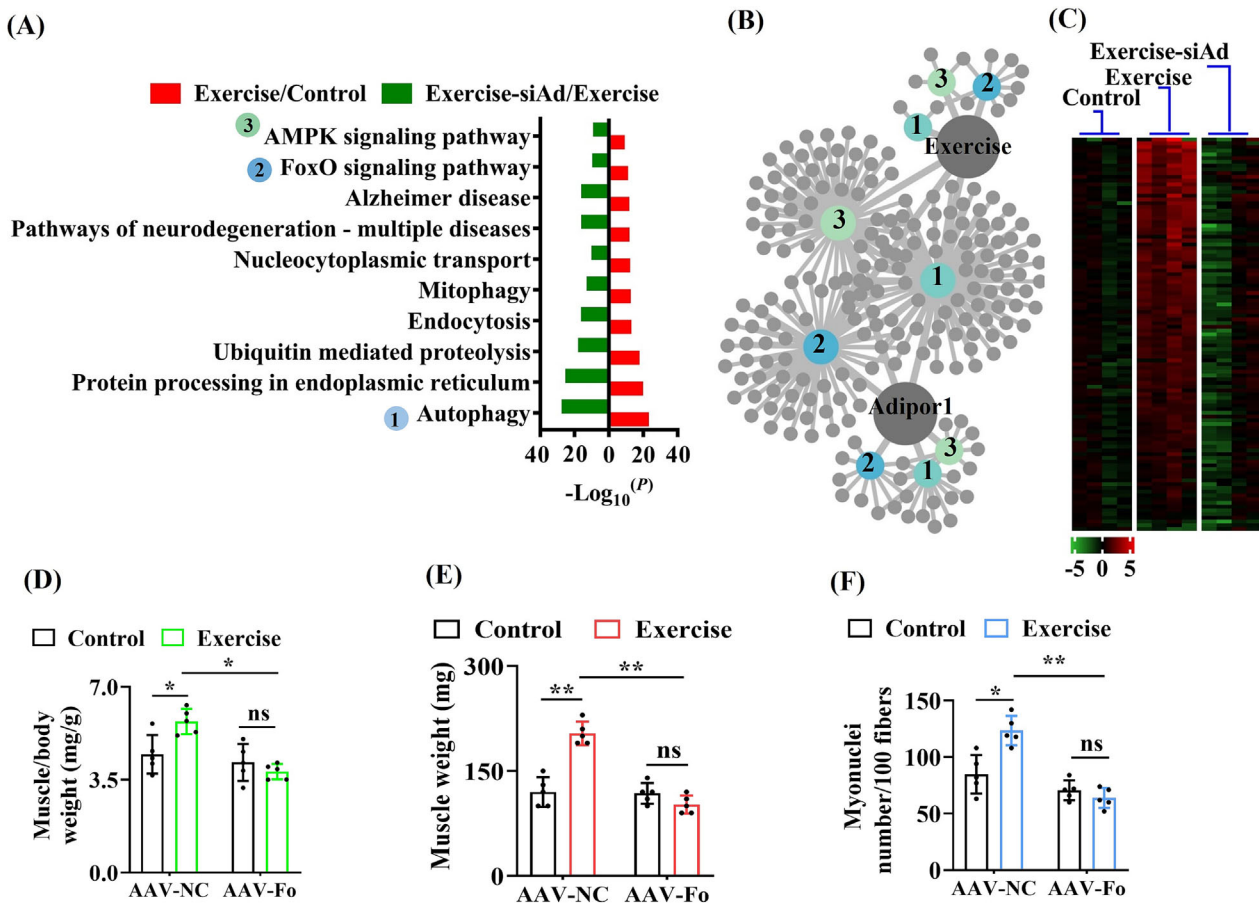 (A)
Exercise/Control Exercise-siAd/Exercise
3 AMPK signaling pathway
2 FoxO signaling pathway
Alzheimer disease
Pathways of neurodegeneration - multiple diseases
Nucleocytoplasmic transport
Mitophagy
Endocytosis
Ubiquitin mediated proteolysis
Protein processing in endoplasmic reticulum
1 Autophagy
40 20 0 20 40
-Log10(P)
(B)
3
2
1
Exercise
3
1
2
Adipor1
3
2
1
(C)
Exercise-siAd
Exercise
Control
-5 0 5
(D)
Control Exercise
Muscle/body
weight (mg/g)
7.0
3.5
0.0
*
*
ns
AAV-NC AAV-Fo
(E)
Control Exercise
Muscle weight (mg)
300
150
0
**
**
ns
AAV-NC AAV-Fo
(F)
Control Exercise
Myonuclei
number/100 fibers
150
100
50
0
**
*
ns
AAV-NC AAV-Fo